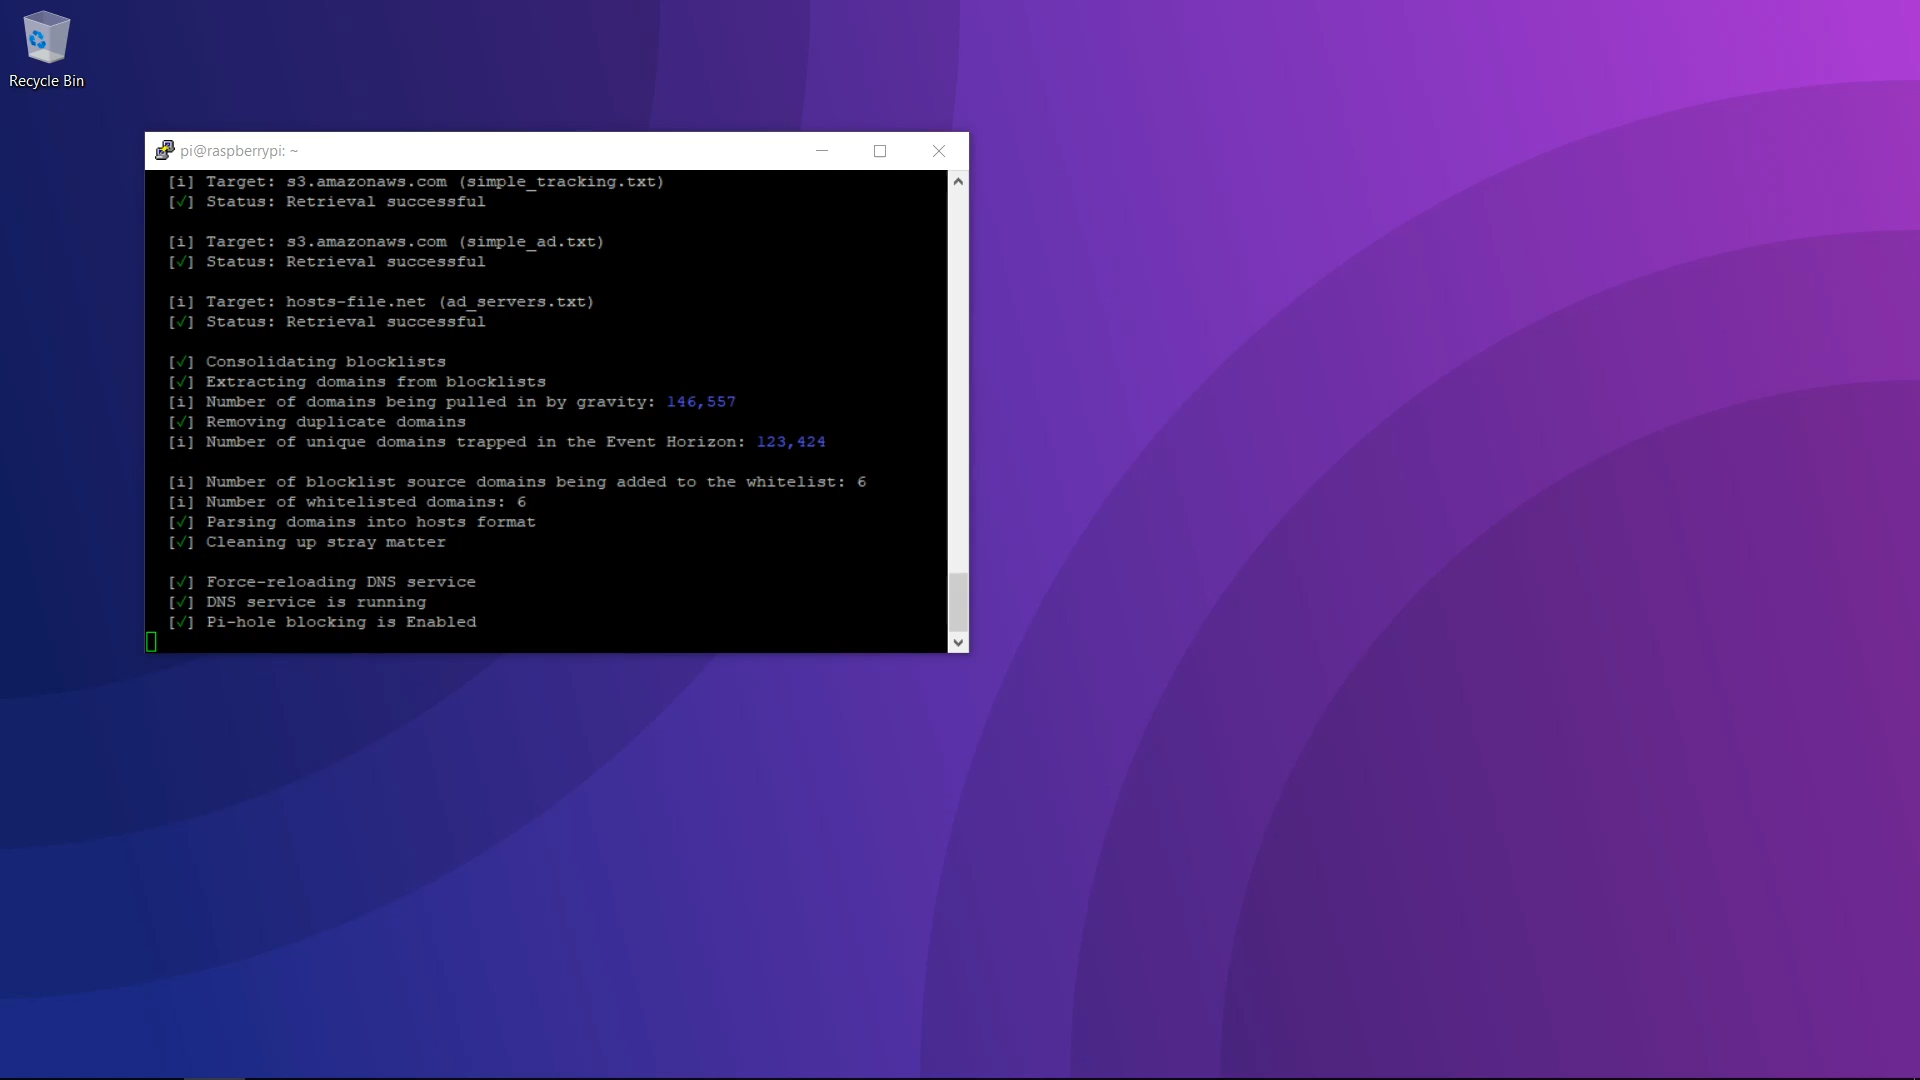 Recycle Bin
pi@raspberrypi: ~
[i] Target: s3.amazonaws.com (simple_tracking.txt)
[✓] Status: Retrieval successful
[i] Target: s3.amazonaws.com (simple_ad.txt)
[✓] Status: Retrieval successful
[i] Target: hosts-file.net (ad_servers.txt)
[✓] Status: Retrieval successful
[✓] Consolidating blocklists
[✓] Extracting domains from blocklists
[i] Number of domains being pulled in by gravity: 146,557
[✓] Removing duplicate domains
[i] Number of unique domains trapped in the Event Horizon: 123,424
[i] Number of blocklist source domains being added to the whitelist: 6
[i] Number of whitelisted domains: 6
[✓] Parsing domains into hosts format
[✓] Cleaning up stray matter
[✓] Force-reloading DNS service
[✓] DNS service is running
[✓] Pi-hole blocking is Enabled